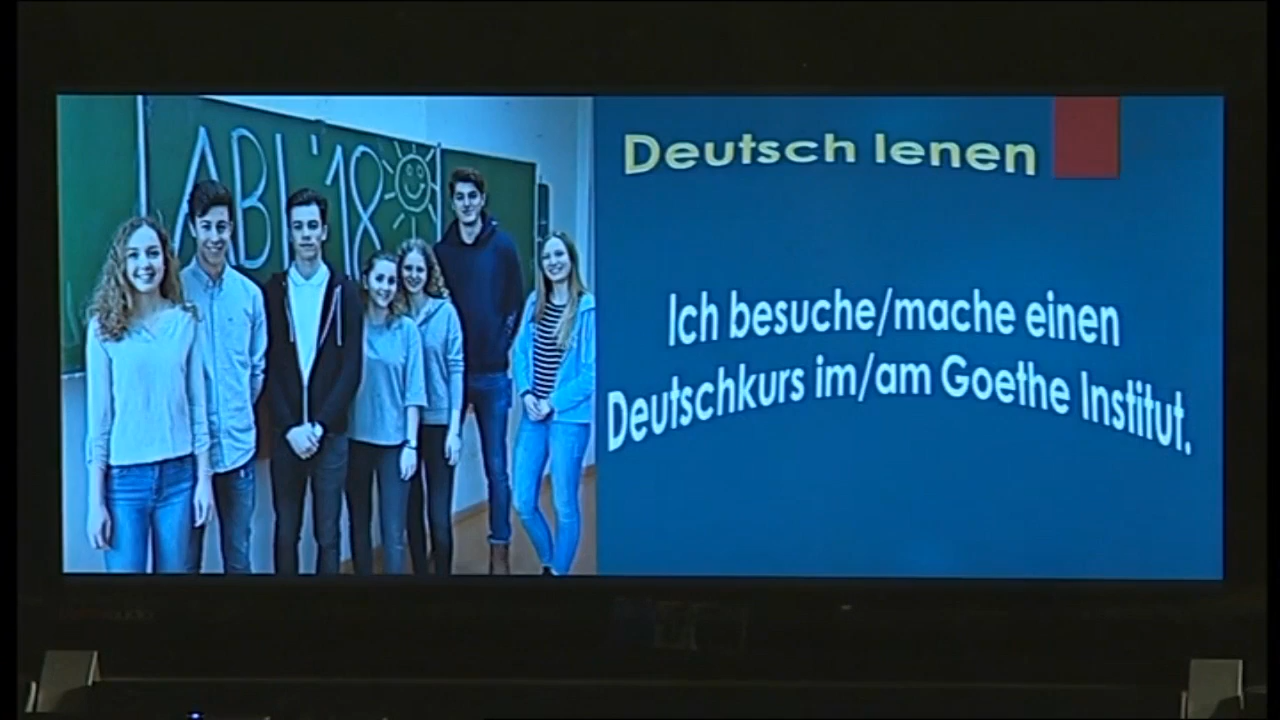 ABI '18
Deutsch lenen
Ich besuche/mache einen
Deutschkurs im/am Goethe Institut.